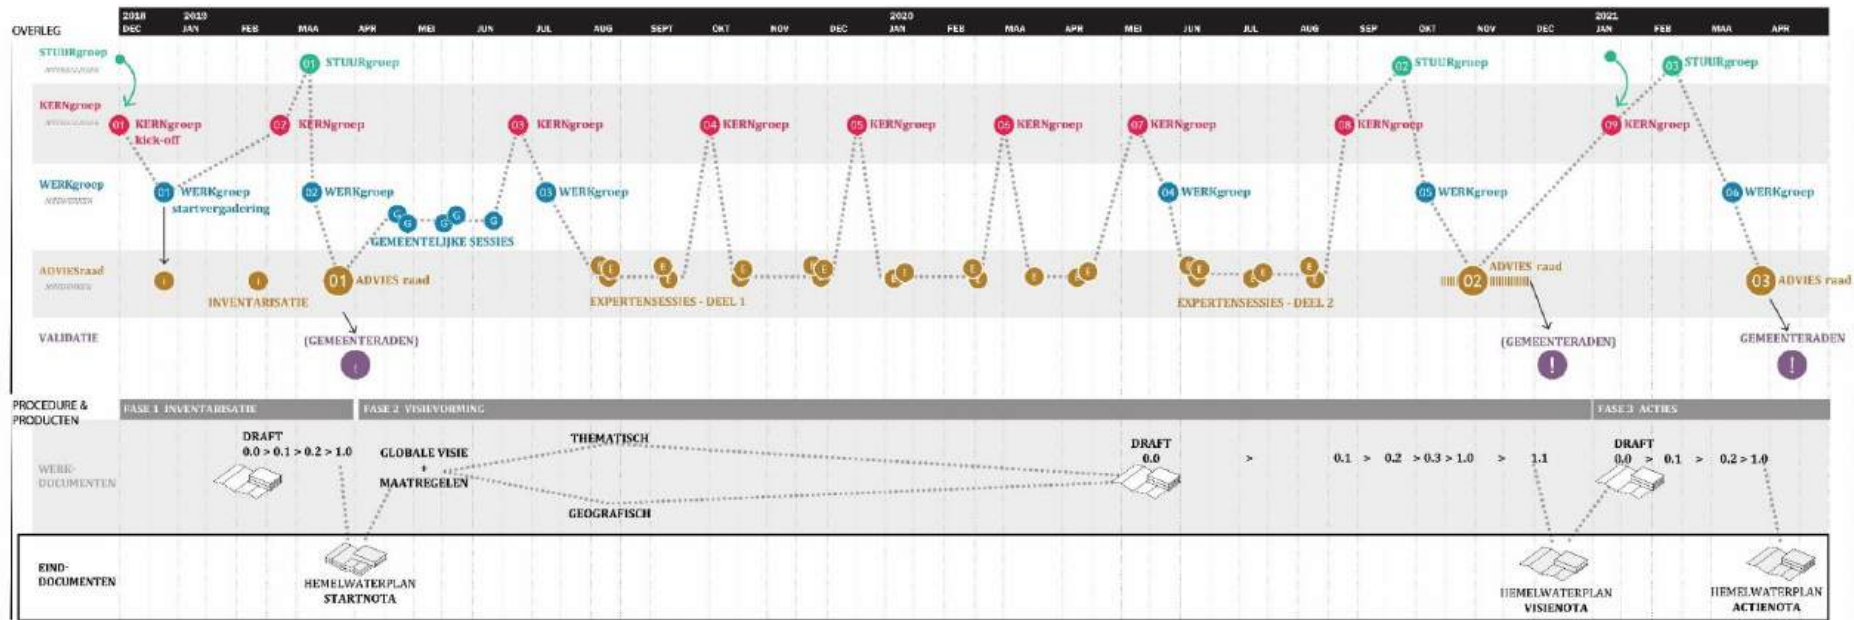 2018 2019 2020 2021
DEC JAN FEB MAA APR MEI JUN JUL AUG SEPT OKT NOV DEC JAN FEB MAA APR MEI JUN JUL AUG SEP OKT NOV DEC JAN FEB MAA APR
OVERLEG
STUURgroep
01 STUURgroep
02 STUURgroep
03 STUURgroep
KERNgroep
01 KERNgroep
kick-off
02 KERNgroep
03 KERNgroep
04 KERNgroep
05 KERNgroep
06 KERNgroep
07 KERNgroep
08 KERNgroep
09 KERNgroep
WERKgroep
MEEWERKEN
01 WERKgroep
startvergadering
02 WERKgroep
03 WERKgroep
04 WERKgroep
05 WERKgroep
06 WERKgroep
G G G G G
GEMEENTELIJKE SESSIES
ADVIESraad
MEEDENKEN
I I
INVENTARISATIE
01 ADVIES raad
E E E E E E E E E E E E E E E E
EXPERTENSESSIES - DEEL 1
E E E E E E
EXPERTENSESSIES - DEEL 2
02 ADVIES raad
03 ADVIES raad
VALIDATIE
(GEMEENTERADEN)
(GEMEENTERADEN)
!
GEMEENTERADEN
!
PROCEDURE &
PRODUCTEN
FASE 1 INVENTARISATIE
FASE 2 VISIEVORMING
FASE 3 ACTIES
WERK-
DOCUMENTEN
DRAFT
0.0 > 0.1 > 0.2 > 1.0
GLOBALE VISIE
+
MAATREGELEN
THEMATISCH
GEOGRAFISCH
DRAFT
0.0 > 0.1 > 0.2 > 0.3 > 1.0 > 1.1
DRAFT
0.0 > 0.1 > 0.2 > 1.0
EIND-
DOCUMENTEN
HEMELWATERPLAN
STARTNOTA
HEMELWATERPLAN
VISIENOTA
HEMELWATERPLAN
ACTIENOTA